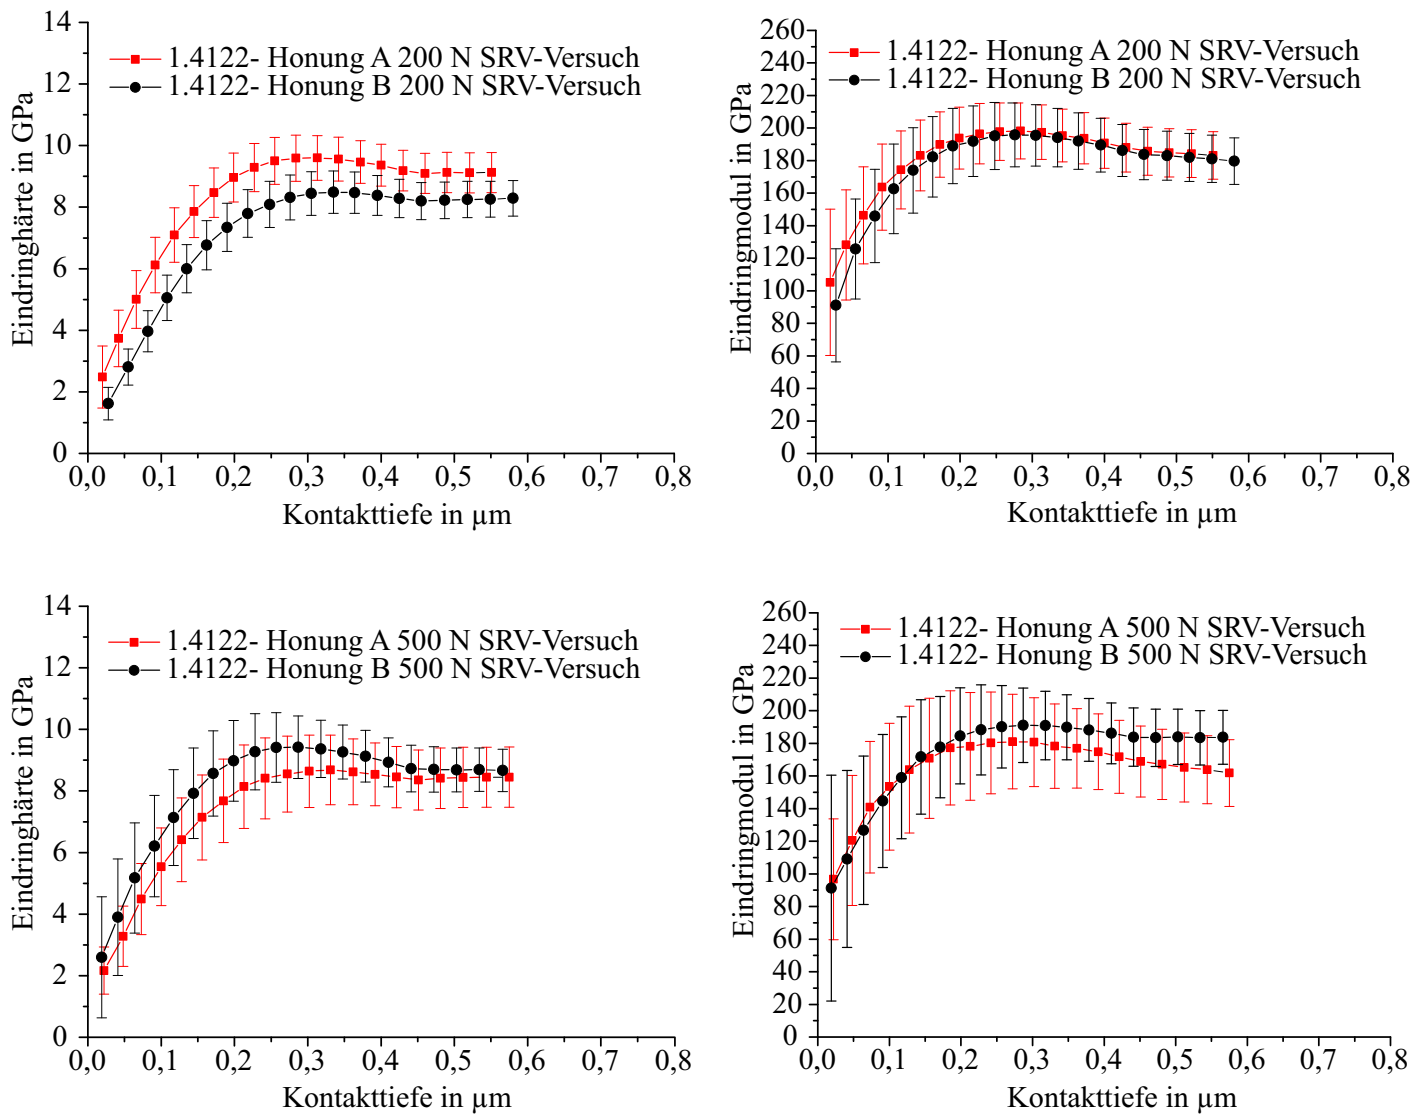 14
12
10
8
6
4
2
0
Eindringhärte in GPa
1.4122- Honung A 200 N SRV-Versuch
1.4122- Honung B 200 N SRV-Versuch
0,0 0,1 0,2 0,3 0,4 0,5 0,6 0,7 0,8
Kontakttiefe in µm
260
240
220
200
180
160
140
120
100
80
60
40
20
0
Eindringmodul in GPa
1.4122- Honung A 200 N SRV-Versuch
1.4122- Honung B 200 N SRV-Versuch
0,0 0,1 0,2 0,3 0,4 0,5 0,6 0,7 0,8
Kontakttiefe in µm
14
12
10
8
6
4
2
0
Eindringhärte in GPa
1.4122- Honung A 500 N SRV-Versuch
1.4122- Honung B 500 N SRV-Versuch
0,0 0,1 0,2 0,3 0,4 0,5 0,6 0,7 0,8
Kontakttiefe in µm
260
240
220
200
180
160
140
120
100
80
60
40
20
0
Eindringmodul in GPa
1.4122- Honung A 500 N SRV-Versuch
1.4122- Honung B 500 N SRV-Versuch
0,0 0,1 0,2 0,3 0,4 0,5 0,6 0,7 0,8
Kontakttiefe in µm